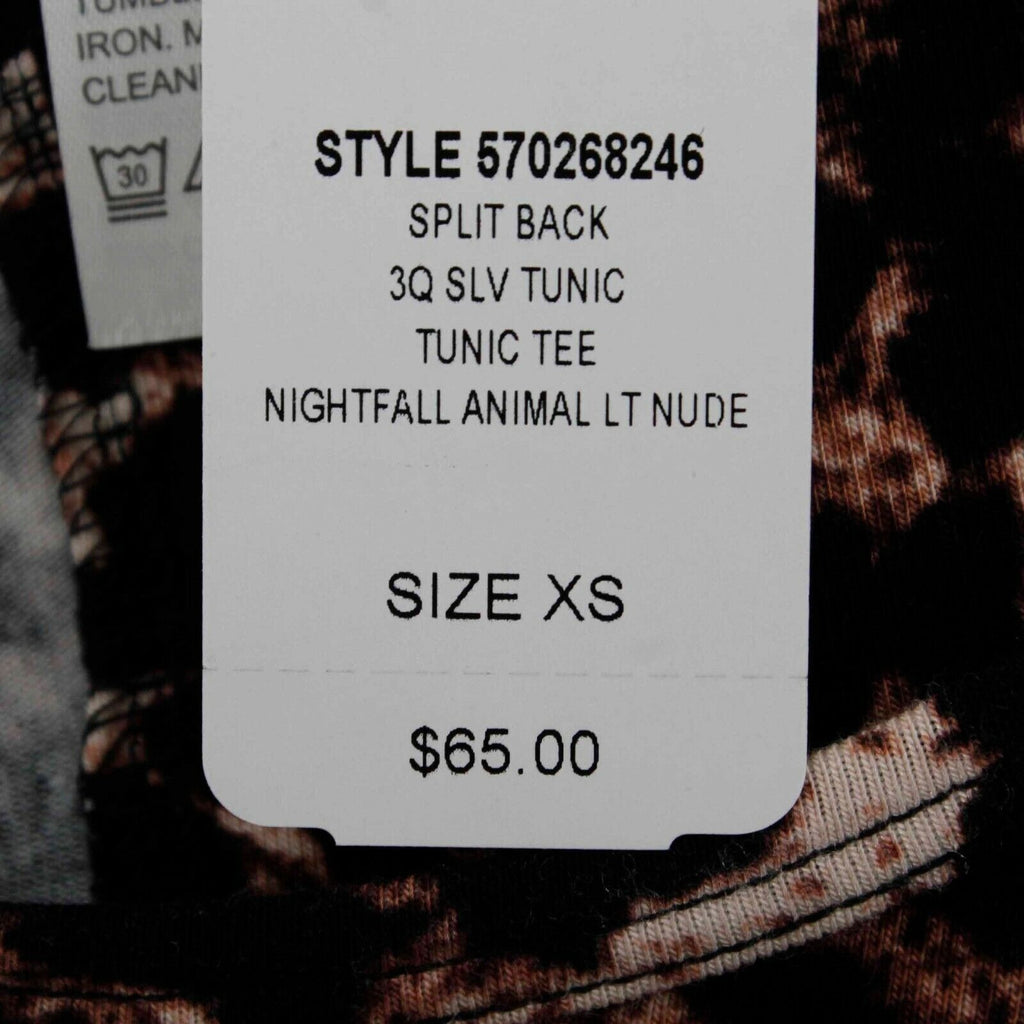 IRON.
30
STYLE 570268246
SPLIT BACK
3Q SLV TUNIC
TUNIC TEE
NIGHTFALL ANIMAL LT NUDE
SIZE XS
$65.00